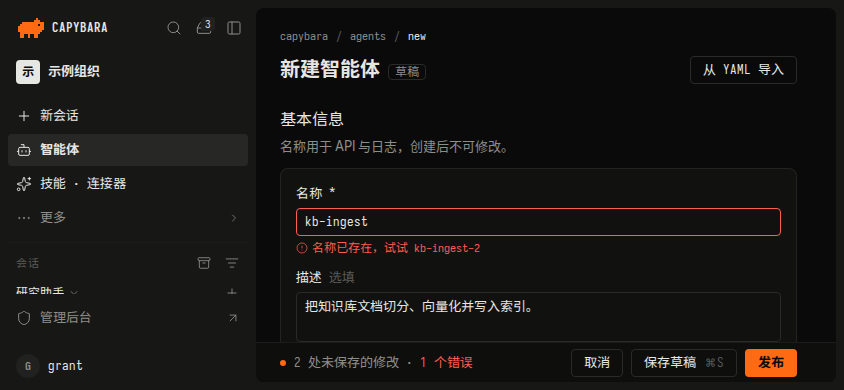 CAPYBARA
3
示 示例组织
新会话
智能体
技能 · 连接器
更多
会话
研究助手
管理后台
G grant
capybara / agents / new
新建智能体 草稿
从 YAML 导入
基本信息
名称用于 API 与日志，创建后不可修改。
名称 *
kb-ingest
名称已存在，试试 kb-ingest-2
描述 选填
把知识库文档切分、向量化并写入索引。
2 处未保存的修改 · 1 个错误
取消
保存草稿 ⌘S
发布